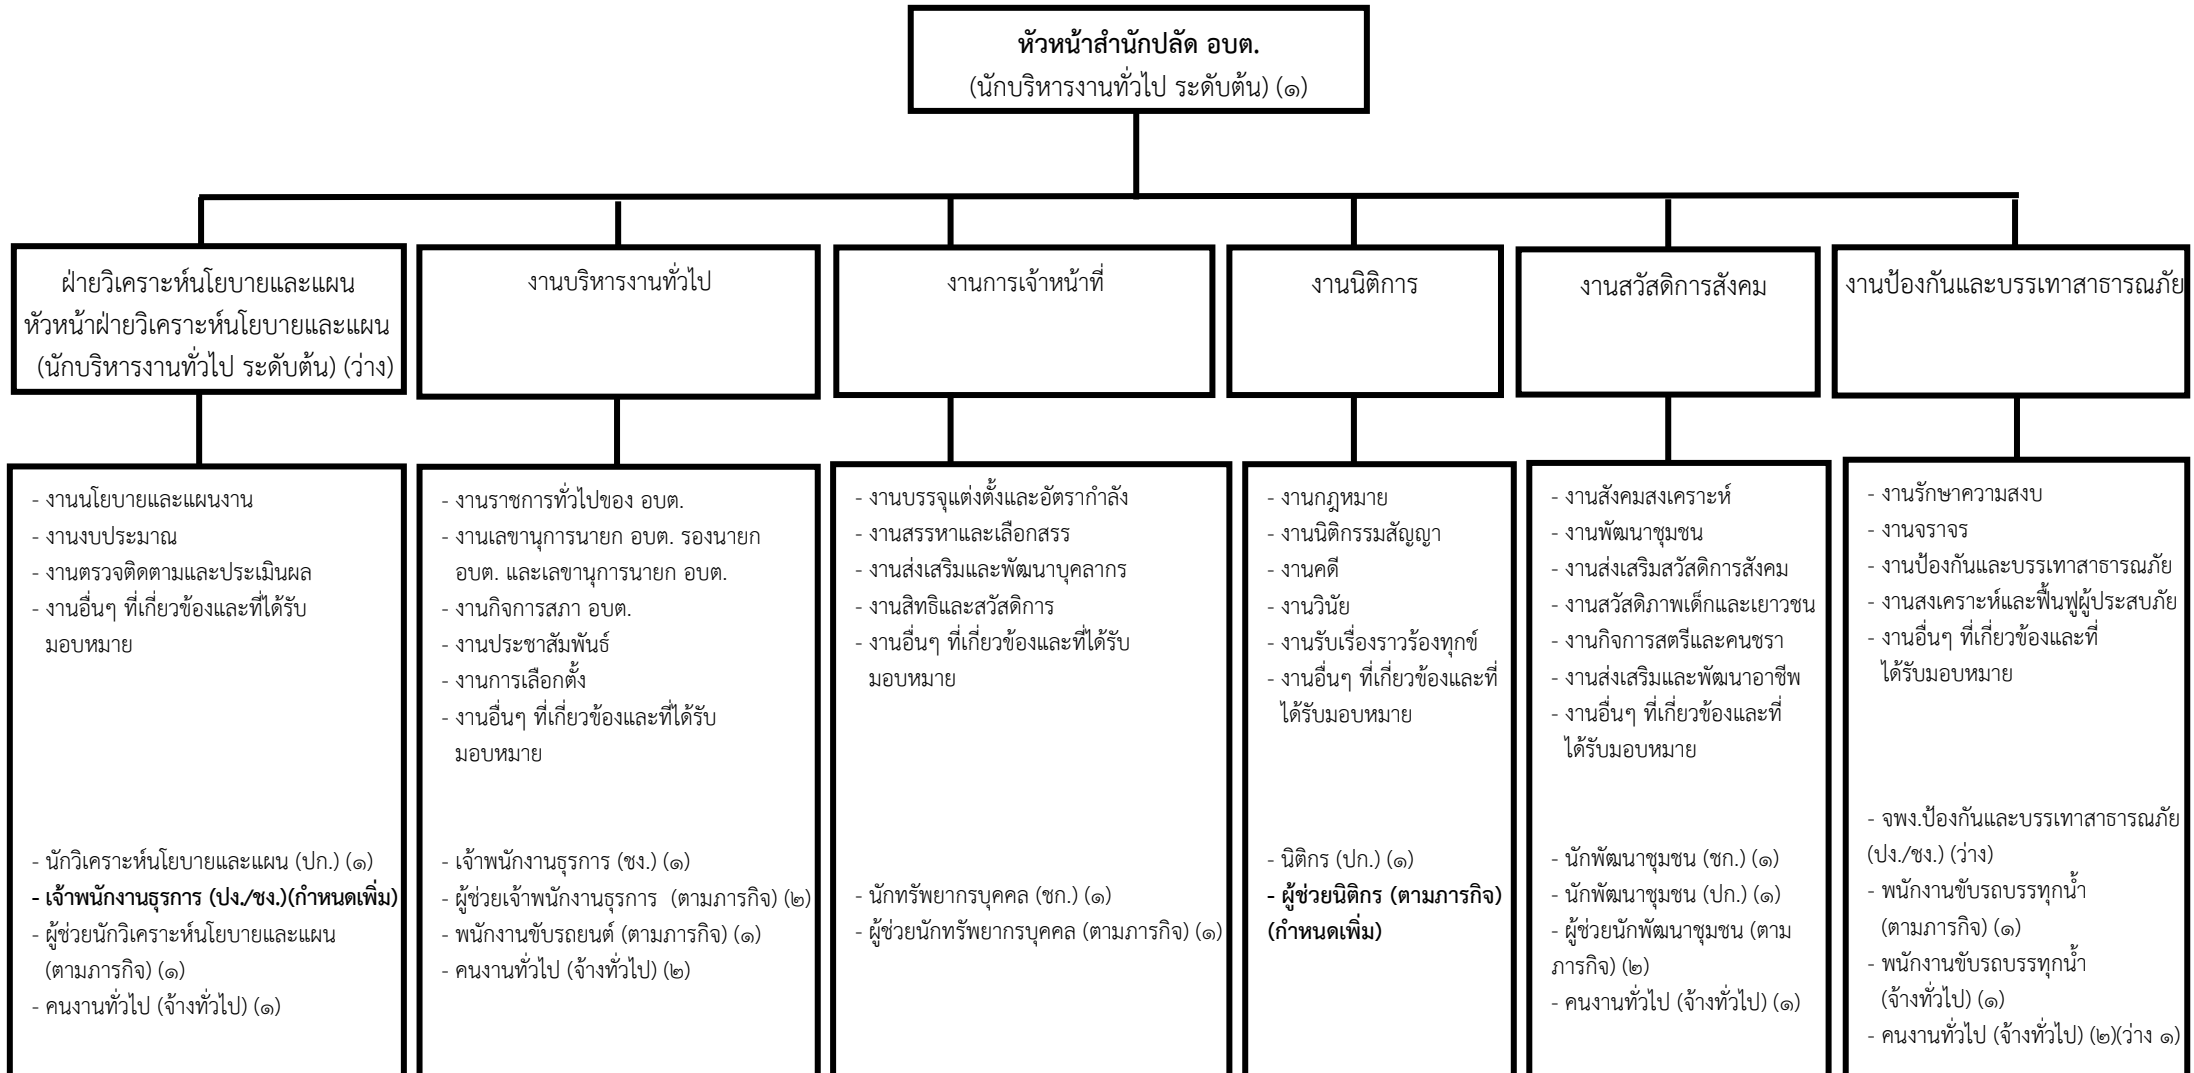 หัวหน้าสำนักปลัด อบต.
(นักบริหารงานทั่วไป ระดับต้น) (๑)
ฝ่ายวิเคราะห์นโยบายและแผน
หัวหน้าฝ่ายวิเคราะห์นโยบายและแผน
(นักบริหารงานทั่วไป ระดับต้น) (ว่าง)
งานบริหารงานทั่วไป
งานการเจ้าหน้าที่
งานนิติการ
งานสวัสดิการสังคม
งานป้องกันและบรรเทาสาธารณภัย
- งานนโยบายและแผนงาน
- งานงบประมาณ
- งานตรวจติดตามและประเมินผล
- งานอื่นๆ ที่เกี่ยวข้องและที่ได้รับ
มอบหมาย
- นักวิเคราะห์นโยบายและแผน (ปก.) (๑)
- เจ้าพนักงานธุรการ (ปง./ชง.)(กำหนดเพิ่ม)
- ผู้ช่วยนักวิเคราะห์นโยบายและแผน
(ตามภารกิจ) (๑)
- คนงานทั่วไป (จ้างทั่วไป) (๑)
- งานราชการทั่วไปของ อบต.
- งานเลขานุการนายก อบต. รองนายก
อบต. และเลขานุการนายก อบต.
- งานกิจการสภา อบต.
- งานประชาสัมพันธ์
- งานการเลือกตั้ง
- งานอื่นๆ ที่เกี่ยวข้องและที่ได้รับ
มอบหมาย
- เจ้าพนักงานธุรการ (ชง.) (๑)
- ผู้ช่วยเจ้าพนักงานธุรการ (ตามภารกิจ) (๒)
- พนักงานขับรถยนต์ (ตามภารกิจ) (๑)
- คนงานทั่วไป (จ้างทั่วไป) (๒)
- งานบรรจุแต่งตั้งและอัตรากำลัง
- งานสรรหาและเลือกสรร
- งานส่งเสริมและพัฒนาบุคลากร
- งานสิทธิและสวัสดิการ
- งานอื่นๆ ที่เกี่ยวข้องและที่ได้รับ
มอบหมาย
- นักทรัพยากรบุคคล (ชก.) (๑)
- ผู้ช่วยนักทรัพยากรบุคคล (ตามภารกิจ) (๑)
- งานกฎหมาย
- งานนิติกรรมสัญญา
- งานคดี
- งานวินัย
- งานรับเรื่องราวร้องทุกข์
- งานอื่นๆ ที่เกี่ยวข้องและที่
ได้รับมอบหมาย
- นิติกร (ปก.) (๑)
- ผู้ช่วยนิติกร (ตามภารกิจ)
(กำหนดเพิ่ม)
- งานสังคมสงเคราะห์
- งานพัฒนาชุมชน
- งานส่งเสริมสวัสดิการสังคม
- งานสวัสดิภาพเด็กและเยาวชน
- งานกิจการสตรีและคนชรา
- งานส่งเสริมและพัฒนาอาชีพ
- งานอื่นๆ ที่เกี่ยวข้องและที่
ได้รับมอบหมาย
- นักพัฒนาชุมชน (ชก.) (๑)
- นักพัฒนาชุมชน (ปก.) (๑)
- ผู้ช่วยนักพัฒนาชุมชน (ตาม
ภารกิจ) (๒)
- คนงานทั่วไป (จ้างทั่วไป) (๑)
- งานรักษาความสงบ
- งานจราจร
- งานป้องกันและบรรเทาสาธารณภัย
- งานสงเคราะห์และฟื้นฟูผู้ประสบภัย
- งานอื่นๆ ที่เกี่ยวข้องและที่
ได้รับมอบหมาย
- จพง.ป้องกันและบรรเทาสาธารณภัย
(ปง./ชง.) (ว่าง)
- พนักงานขับรถบรรทุกน้ำ
(ตามภารกิจ) (๑)
- พนักงานขับรถบรรทุกน้ำ
(จ้างทั่วไป) (๑)
- คนงานทั่วไป (จ้างทั่วไป) (๒)(ว่าง ๑)